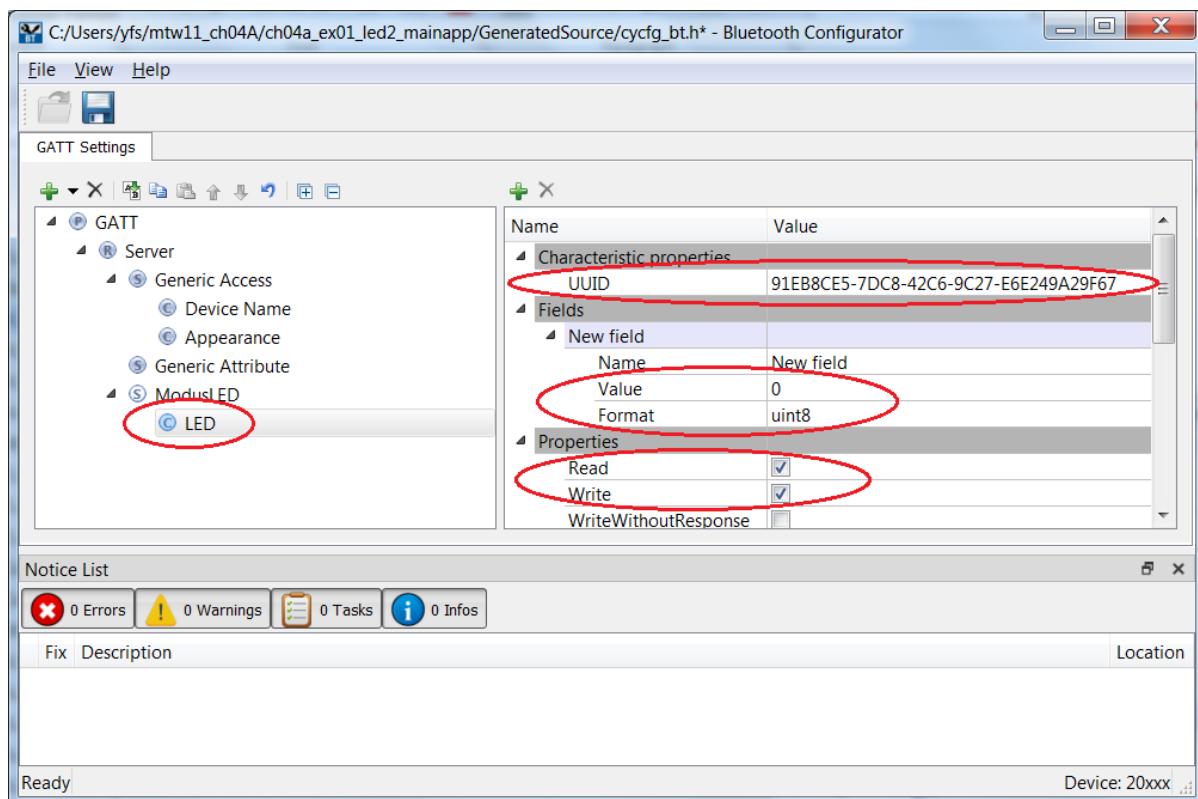 C:/Users/yfs/mtw11_ch04A/ch04a_ex01_led2_mainapp/GeneratedSource/cycfg_bt.h* - Bluetooth Configurator
File View Help
GATT Settings
GATT
Server
Generic Access
Device Name
Appearance
Generic Attribute
ModusLED
LED
Name Value
Characteristic properties
UUID 91EB8CE5-7DC8-42C6-9C27-E6E249A29F67
Fields
New field
Name New field
Value 0
Format uint8
Properties
Read
Write
WriteWithoutResponse
Notice List
0 Errors 0 Warnings 0 Tasks 0 Infos
Fix Description Location
Ready Device: 20xxx